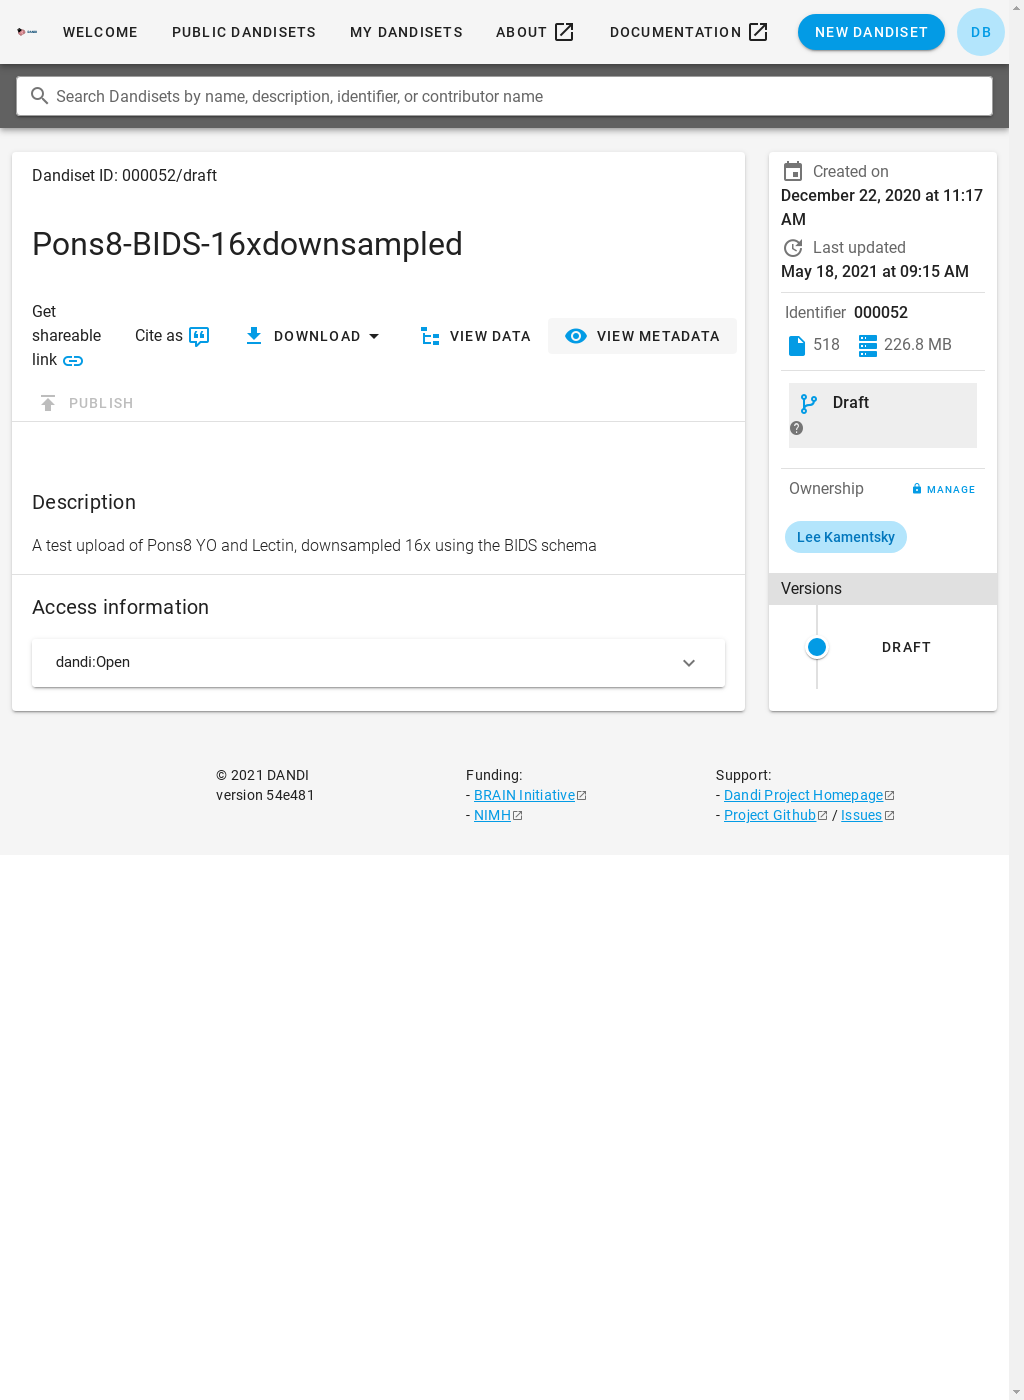 WELCOME
PUBLIC DANDISETS
MY DANDISETS
ABOUT
DOCUMENTATION
NEW DANDISET
DB
Search Dandisets by name, description, identifier, or contributor name
Dandiset ID: 000052/draft
Pons8-BIDS-16xdownsampled
Get
shareable
link
Cite as
DOWNLOAD
VIEW DATA
VIEW METADATA
PUBLISH
Description
A test upload of Pons8 YO and Lectin, downsampled 16x using the BIDS schema
Access information
dandi:Open
Created on
December 22, 2020 at 11:17
AM
Last updated
May 18, 2021 at 09:15 AM
Identifier 000052
518
226.8 MB
Draft
Ownership
MANAGE
Lee Kamentsky
Versions
DRAFT
© 2021 DANDI
version 54e481
Funding:
- BRAIN Initiative
- NIMH
Support:
- Dandi Project Homepage
- Project Github / Issues